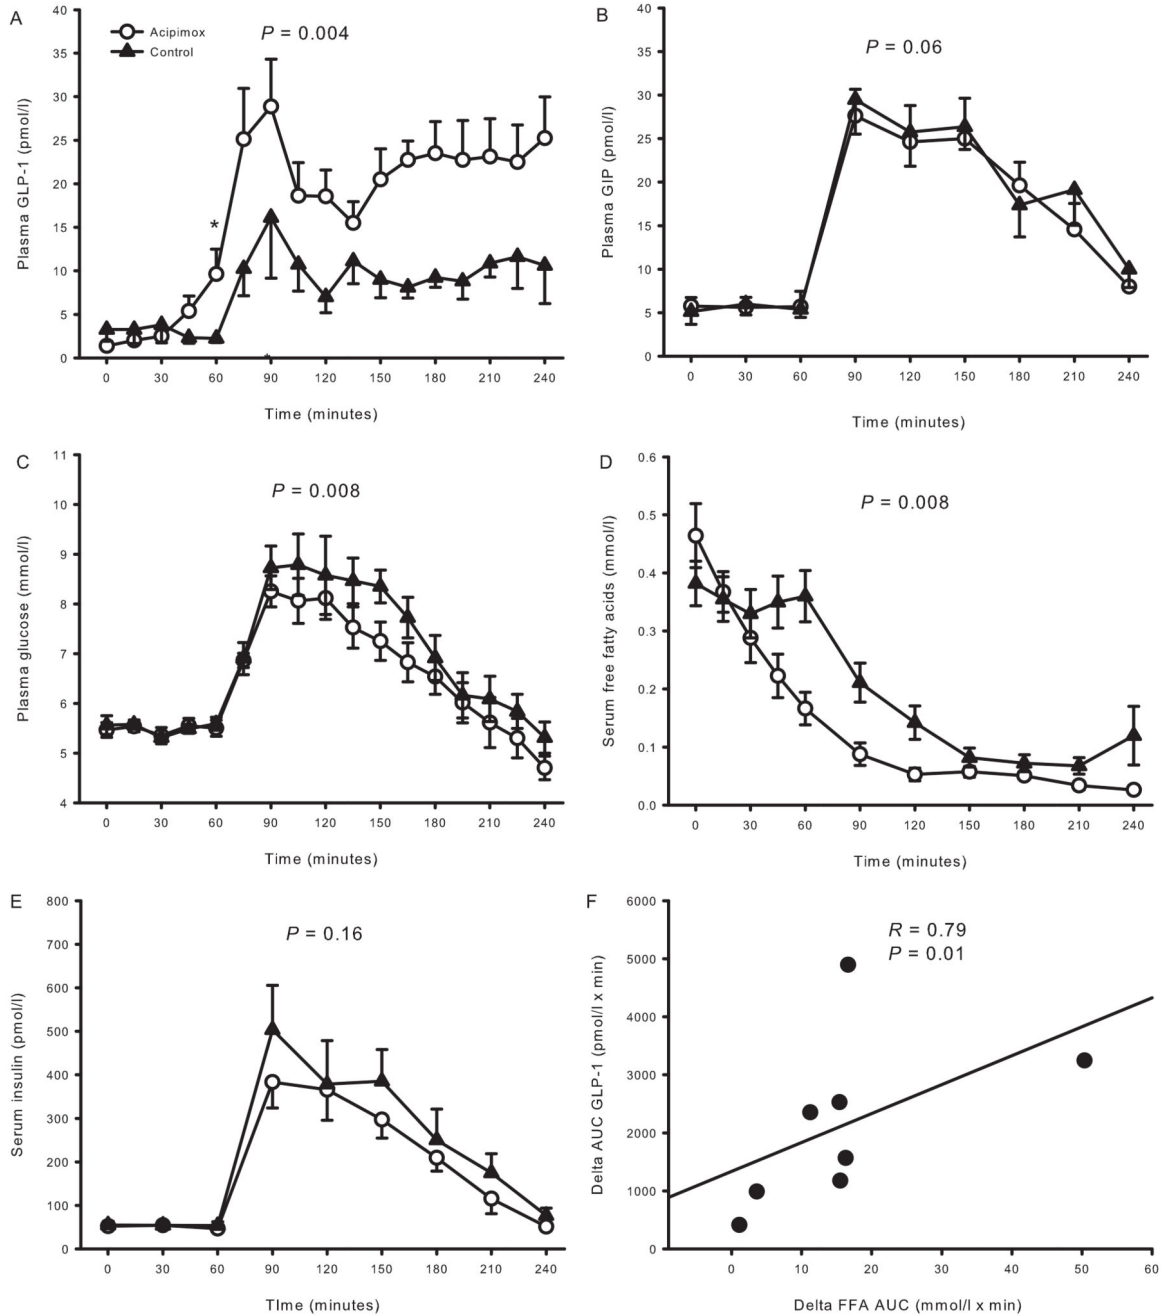 A
Acipimox
Control
P = 0.004
Plasma GLP-1 (pmol/l)
40
35
30
25
20
15
10
5
0
*
*
0 30 60 90 120 150 180 210 240
Time (minutes)
B
P = 0.06
Plasma GIP (pmol/l)
40
35
30
25
20
15
10
5
0
0 30 60 90 120 150 180 210 240
Time (minutes)
C
P = 0.008
Plasma glucose (mmol/l)
11
10
9
8
7
6
5
4
0 30 60 90 120 150 180 210 240
Time (minutes)
D
P = 0.008
Serum free fatty acids (mmol/l)
0.6
0.5
0.4
0.3
0.2
0.1
0.0
0 30 60 90 120 150 180 210 240
Time (minutes)
E
P = 0.16
Serum insulin (pmol/l)
800
700
600
500
400
300
200
100
0
0 30 60 90 120 150 180 210 240
TIme (minutes)
F
R = 0.79
P = 0.01
Delta AUC GLP-1 (pmol/l x min)
6000
5000
4000
3000
2000
1000
0
0 10 20 30 40 50 60
Delta FFA AUC (mmol/l x min)